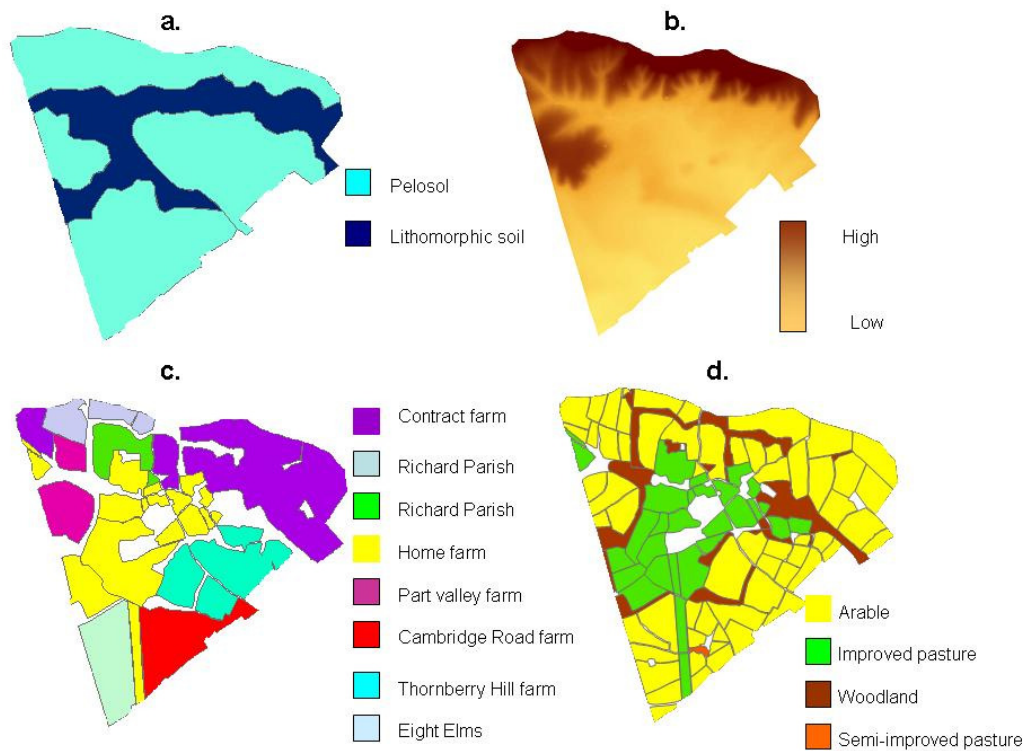 a.
Pelosol
Lithomorphic soil
b.
High
Low
c.
Contract farm
Richard Parish
Richard Parish
Home farm
Part valley farm
Cambridge Road farm
Thornberry Hill farm
Eight Elms
d.
Arable
Improved pasture
Woodland
Semi-improved pasture